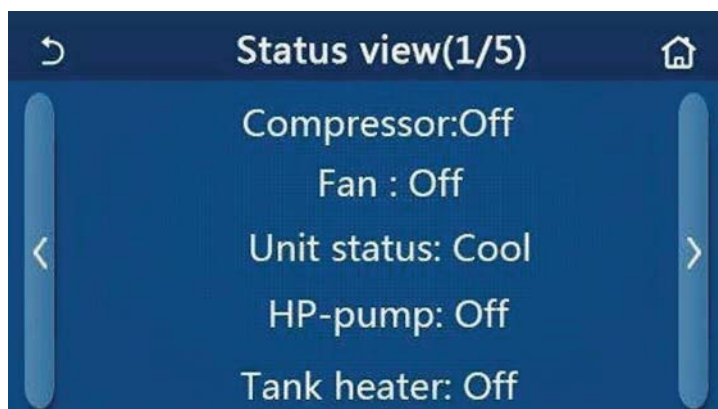 Status view(1/5)
Compressor:Off
Fan : Off
Unit status: Cool
HP-pump: Off
Tank heater: Off